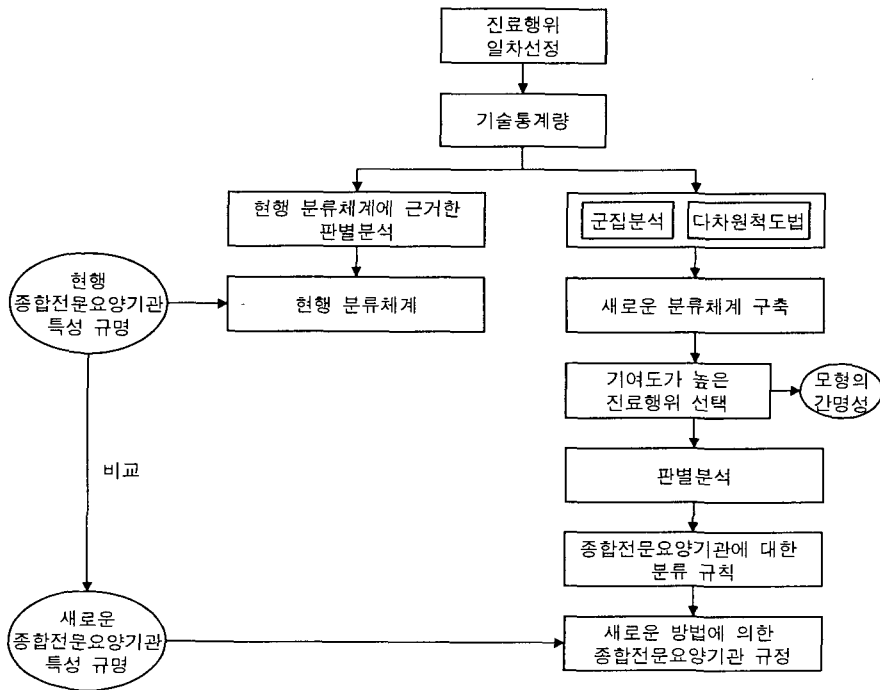 진료행위
일차선정
기술통계량
현행 분류체계에 근거한
판별분석
군집분석
다차원척도법
현행
종합전문요양기관
특성 규명
현행 분류체계
새로운 분류체계 구축
기여도가 높은
진료행위 선택
모형의
간명성
비교
판별분석
종합전문요양기관에 대한
분류 규칙
새로운
종합전문요양기관
특성 규명
새로운 방법에 의한
종합전문요양기관 규정